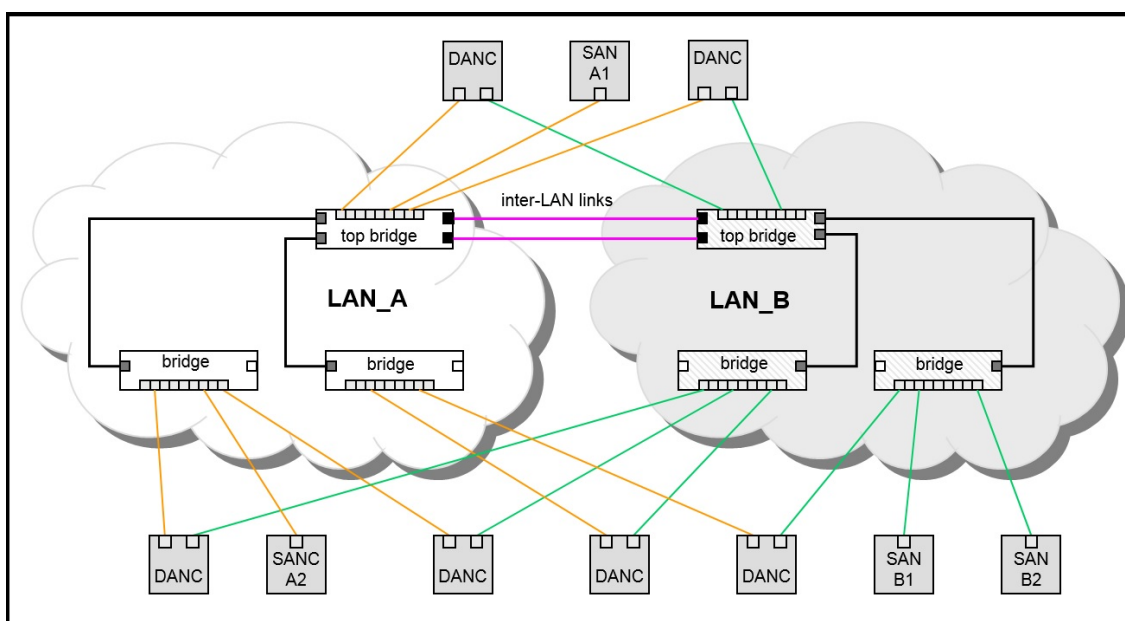 DANC
SAN
A1
DANC
inter-LAN links
top bridge
top bridge
LAN_A
LAN_B
bridge
bridge
bridge
bridge
DANC
SANC
A2
DANC
DANC
DANC
SAN
B1
SAN
B2